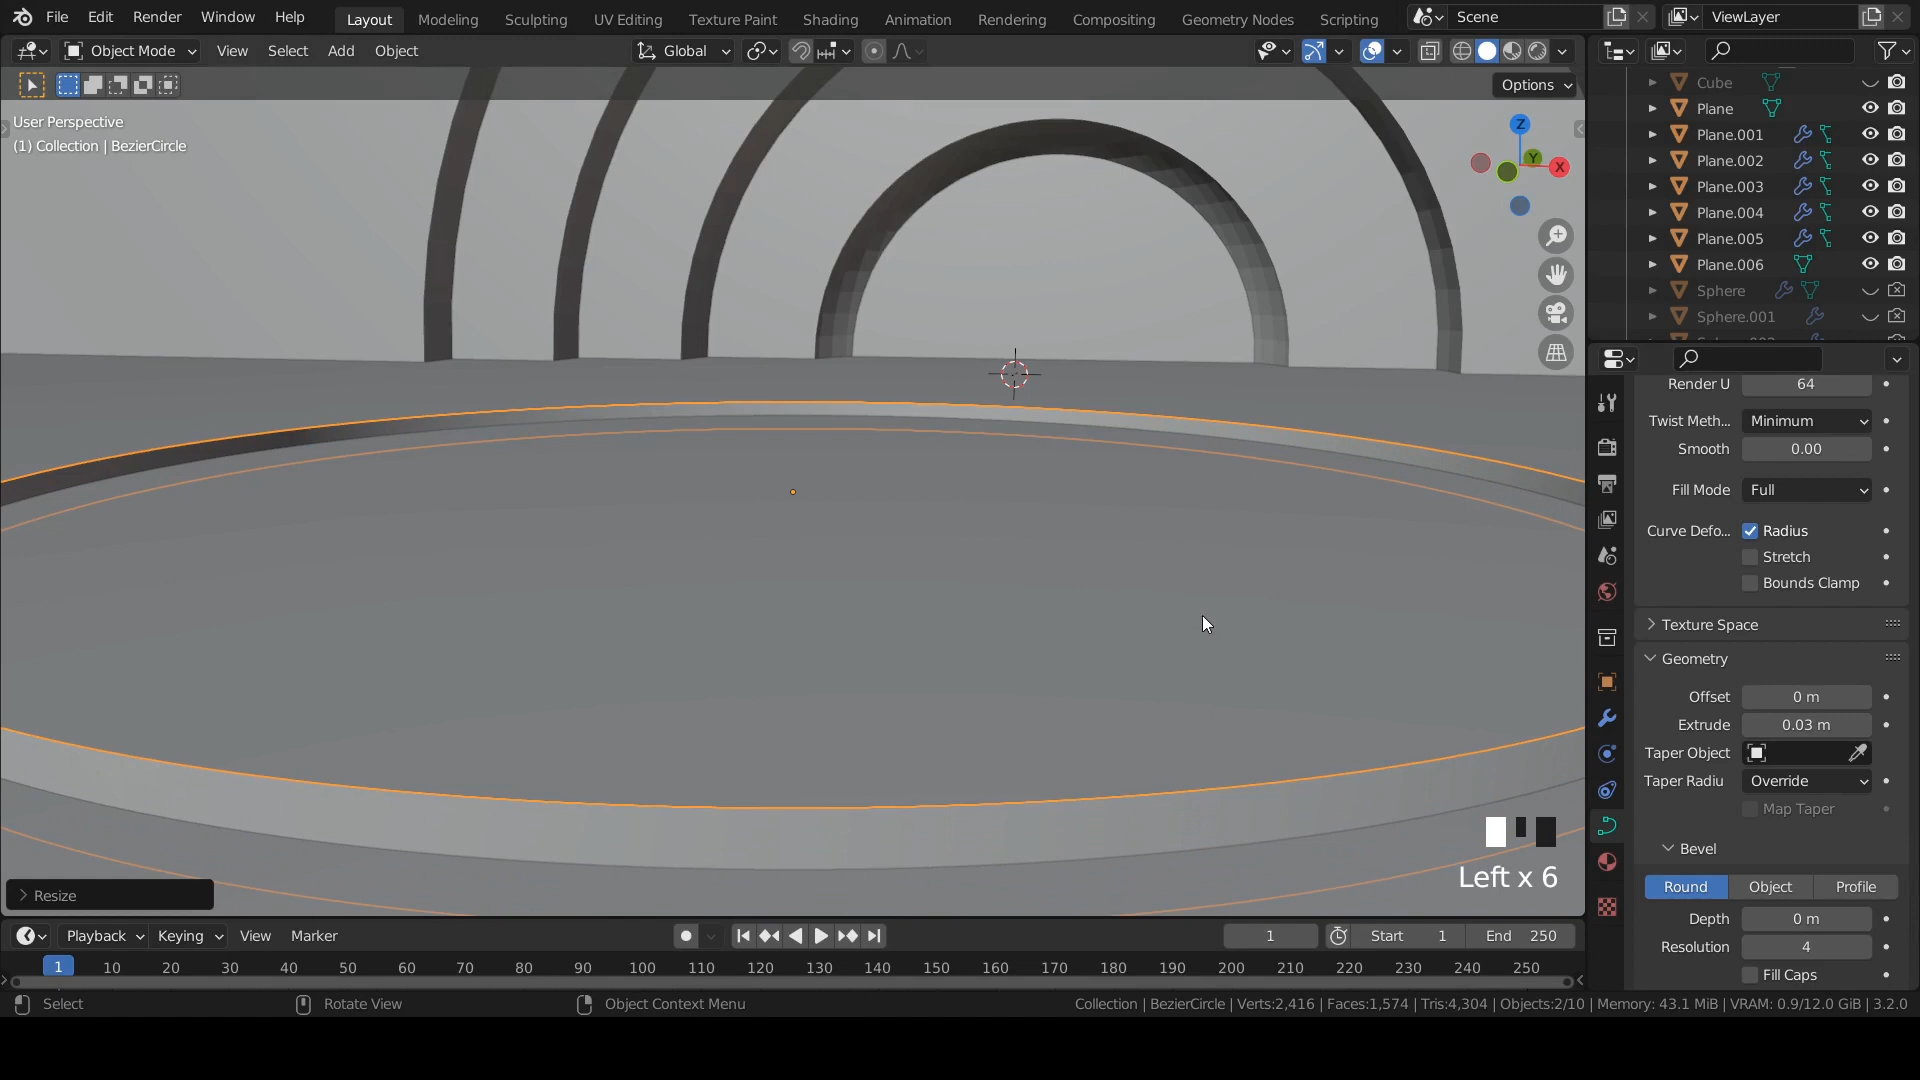 File Edit Render Window Help Layout Modeling Sculpting UV Editing Texture Paint Shading Animation Rendering Compositing Geometry Nodes Scripting Scene ViewLayer
Object Mode View Select Add Object Global
Options
User Perspective
(1) Collection | BezierCircle
Z
Y
X
Cube
Plane
Plane.001
Plane.002
Plane.003
Plane.004
Plane.005
Plane.006
Sphere
Sphere.001
Render U 64
Twist Meth... Minimum
Smooth 0.00
Fill Mode Full
Curve Defo... Radius
Stretch
Bounds Clamp
Texture Space
Geometry
Offset 0 m
Extrude 0.03 m
Taper Object
Taper Radiu Override
Map Taper
Bevel
Round Object Profile
Depth 0 m
Resolution 4
Fill Caps
Left x 6
Resize
Playback Keying View Marker 1 Start 1 End 250
1 10 20 30 40 50 60 70 80 90 100 110 120 130 140 150 160 170 180 190 200 210 220 230 240 250
Select Rotate View Object Context Menu Collection | BezierCircle | Verts:2,416 | Faces:1,574 | Tris:4,304 | Objects:2/10 | Memory: 43.1 MiB | VRAM: 0.9/12.0 GiB | 3.2.0